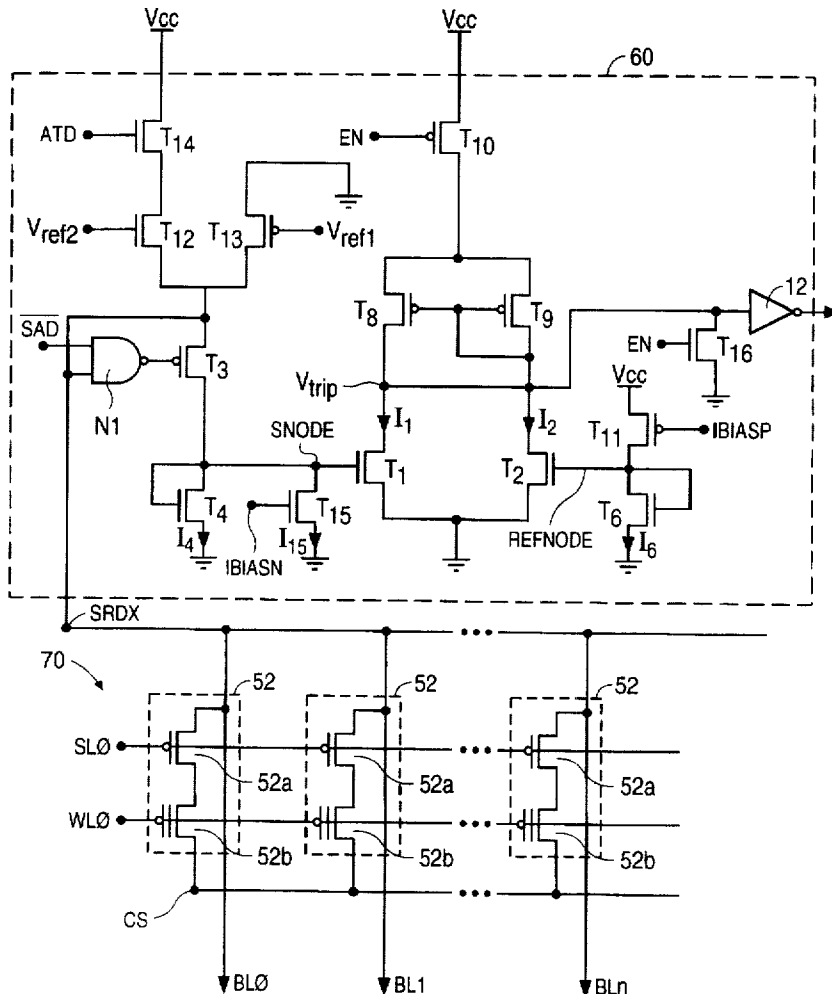 Vcc
Vcc
60
ATD
T14
EN
T10
Vref2
T12
T13
Vref1
T8
T9
12
SAD
T3
EN
T16
N1
Vtrip
Vcc
SNODE
I1
I2
T11
IBIASP
T1
T2
T4
T15
T6
I4
IBIASN
I15
REFNODE
I6
SRDX
70
52
52
52
SLØ
52a
52a
52a
WLØ
52b
52b
52b
CS
BLØ
BL1
BLn